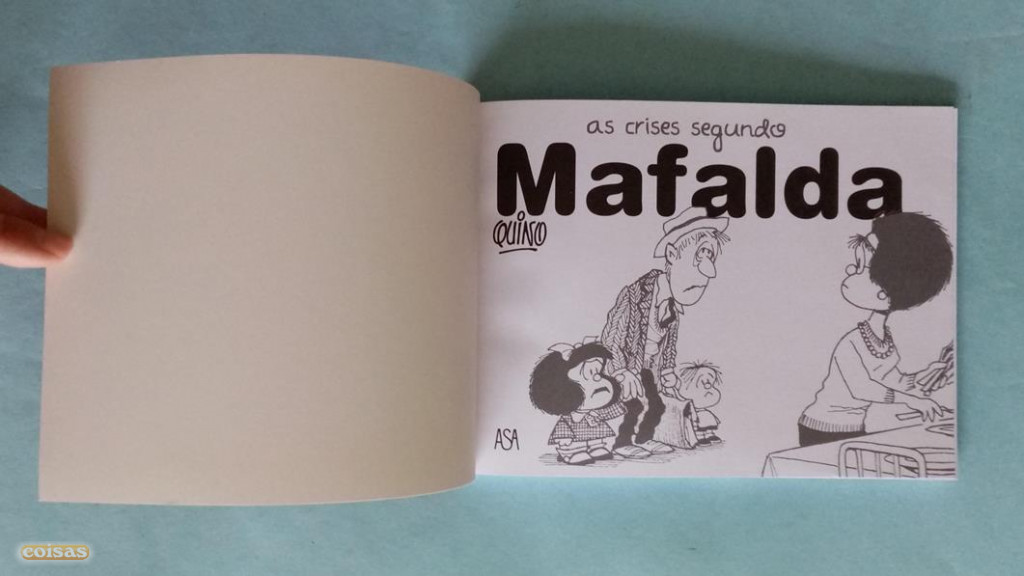 as crises segundo
Mafalda
QUINO
ASA
coisas